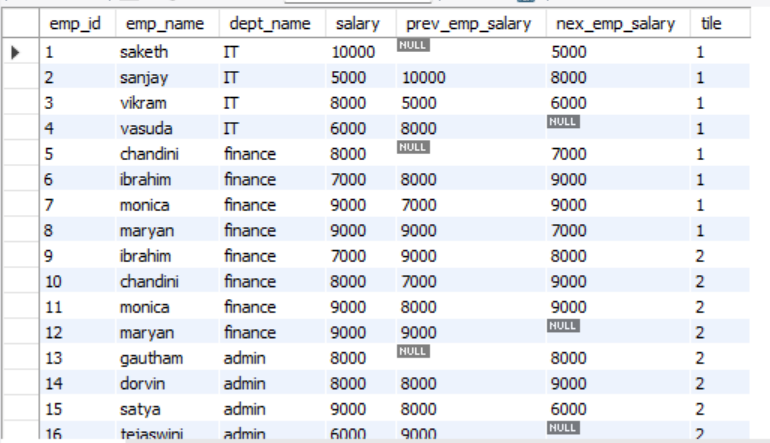 emp_id emp_name dept_name salary prev_emp_salary nex_emp_salary tile
1 saketh IT 10000 NULL 5000 1
2 sanjay IT 5000 10000 8000 1
3 vikram IT 8000 5000 6000 1
4 vasuda IT 6000 8000 NULL 1
5 chandini finance 8000 NULL 7000 1
6 ibrahim finance 7000 8000 9000 1
7 monica finance 9000 7000 9000 1
8 maryan finance 9000 9000 7000 1
9 ibrahim finance 7000 9000 8000 2
10 chandini finance 8000 7000 9000 2
11 monica finance 9000 8000 9000 2
12 maryan finance 9000 9000 NULL 2
13 gautham admin 8000 NULL 8000 2
14 dorvin admin 8000 8000 9000 2
15 satya admin 9000 8000 6000 2
16 tejaswini admin 6000 9000 NULL 2